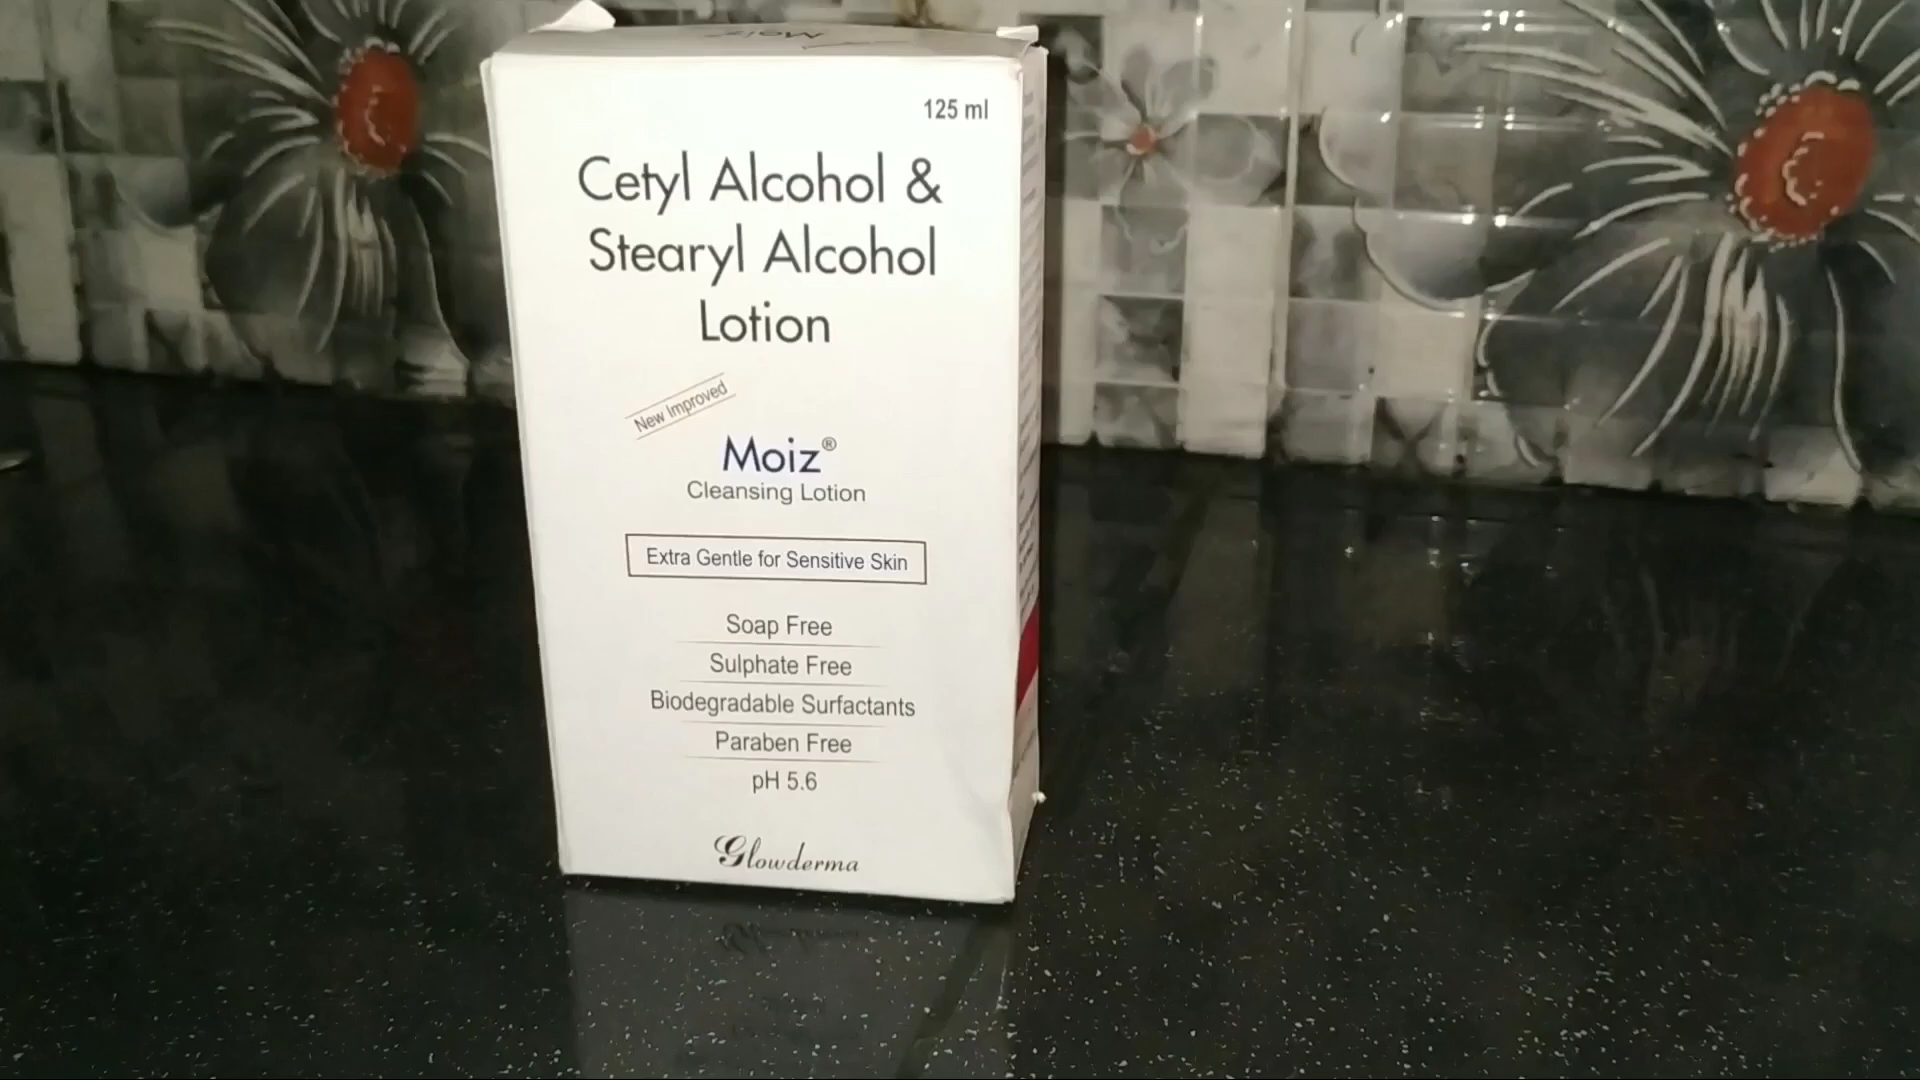 Moiz
125 ml
Cetyl Alcohol &
Stearyl Alcohol
Lotion
New Improved
Moiz®
Cleansing Lotion
Extra Gentle for Sensitive Skin
Soap Free
Sulphate Free
Biodegradable Surfactants
Paraben Free
pH 5.6
Glowderma